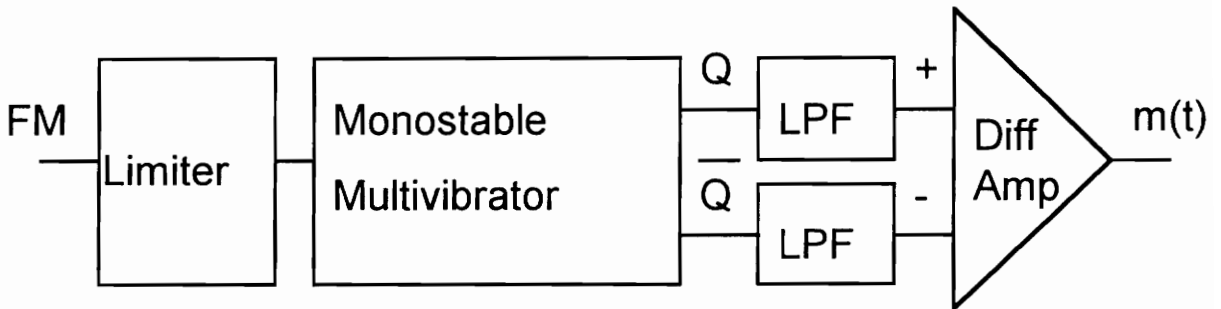 FM
Limiter
Monostable
Multivibrator
Q
Q̅
LPF
LPF
+
-
Diff
Amp
m(t)